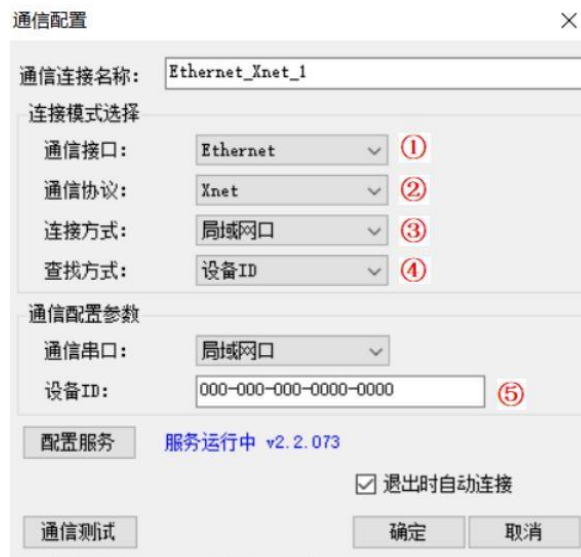 通信配置
通信连接名称: Ethernet_Xnet_1
连接模式选择
通信接口: Ethernet ①
通信协议: Xnet ②
连接方式: 局域网口 ③
查找方式: 设备ID ④
通信配置参数
通信串口: 局域网口
设备ID: 000-000-000-0000-0000 ⑤
配置服务 服务运行中 v2.2.073
退出时自动连接
通信测试 确定 取消